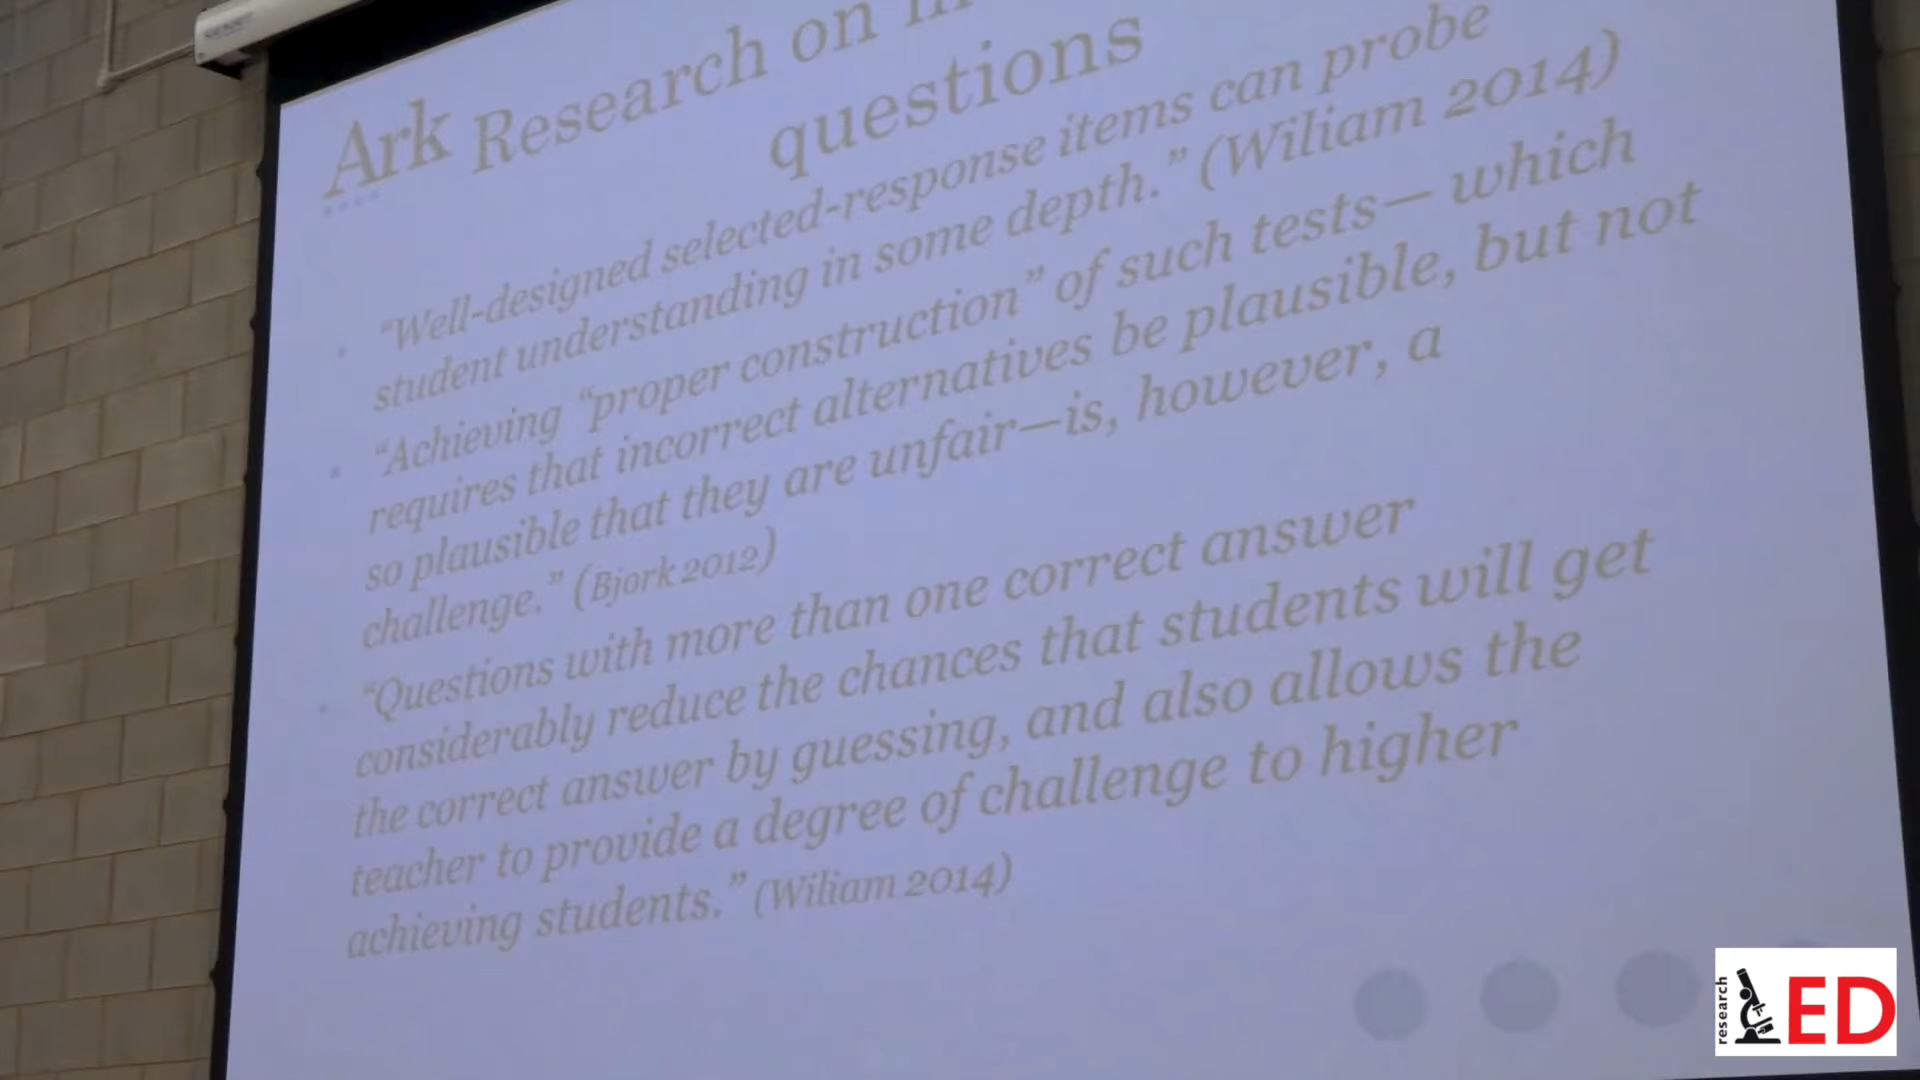 Ark Research on
questions
“Well-designed selected-response items can probe
student understanding in some depth.” (Wiliam 2014)
“Achieving “proper construction” of such tests— which
requires that incorrect alternatives be plausible, but not
so plausible that they are unfair—is, however, a
challenge.” (Bjork 2012)
“Questions with more than one correct answer
considerably reduce the chances that students will get
the correct answer by guessing, and also allows the
teacher to provide a degree of challenge to higher
achieving students.” (Wiliam 2014)
research
ED